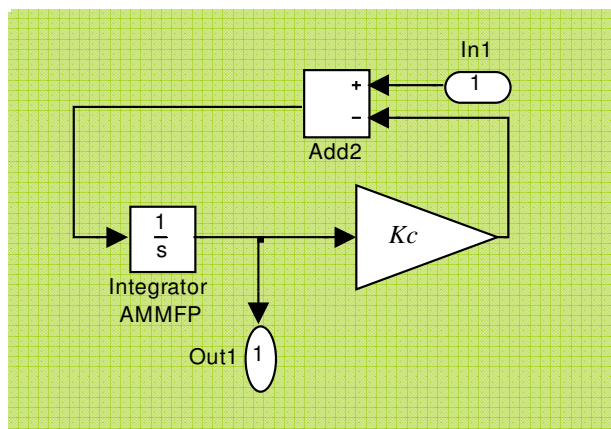 In1
1
+
−
Add2
1
s
Kc
Integrator
AMMFP
Out1
1